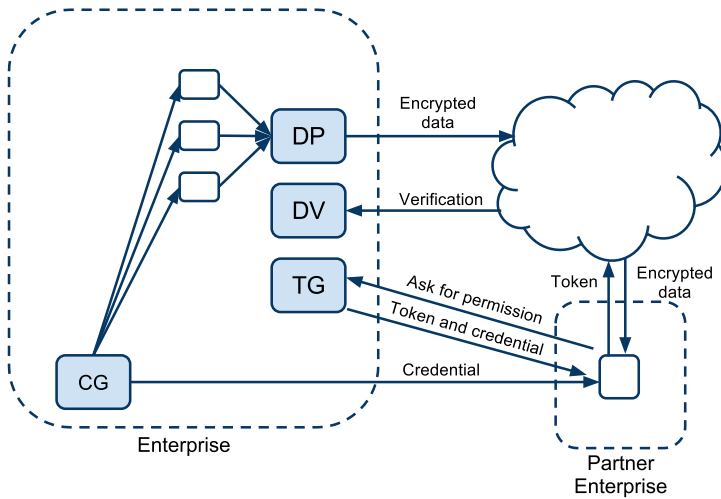 DP
Encrypted
data
DV
Verification
TG
Ask for permission
Token and credential
Token
Encrypted
data
CG
Credential
Enterprise
Partner
Enterprise